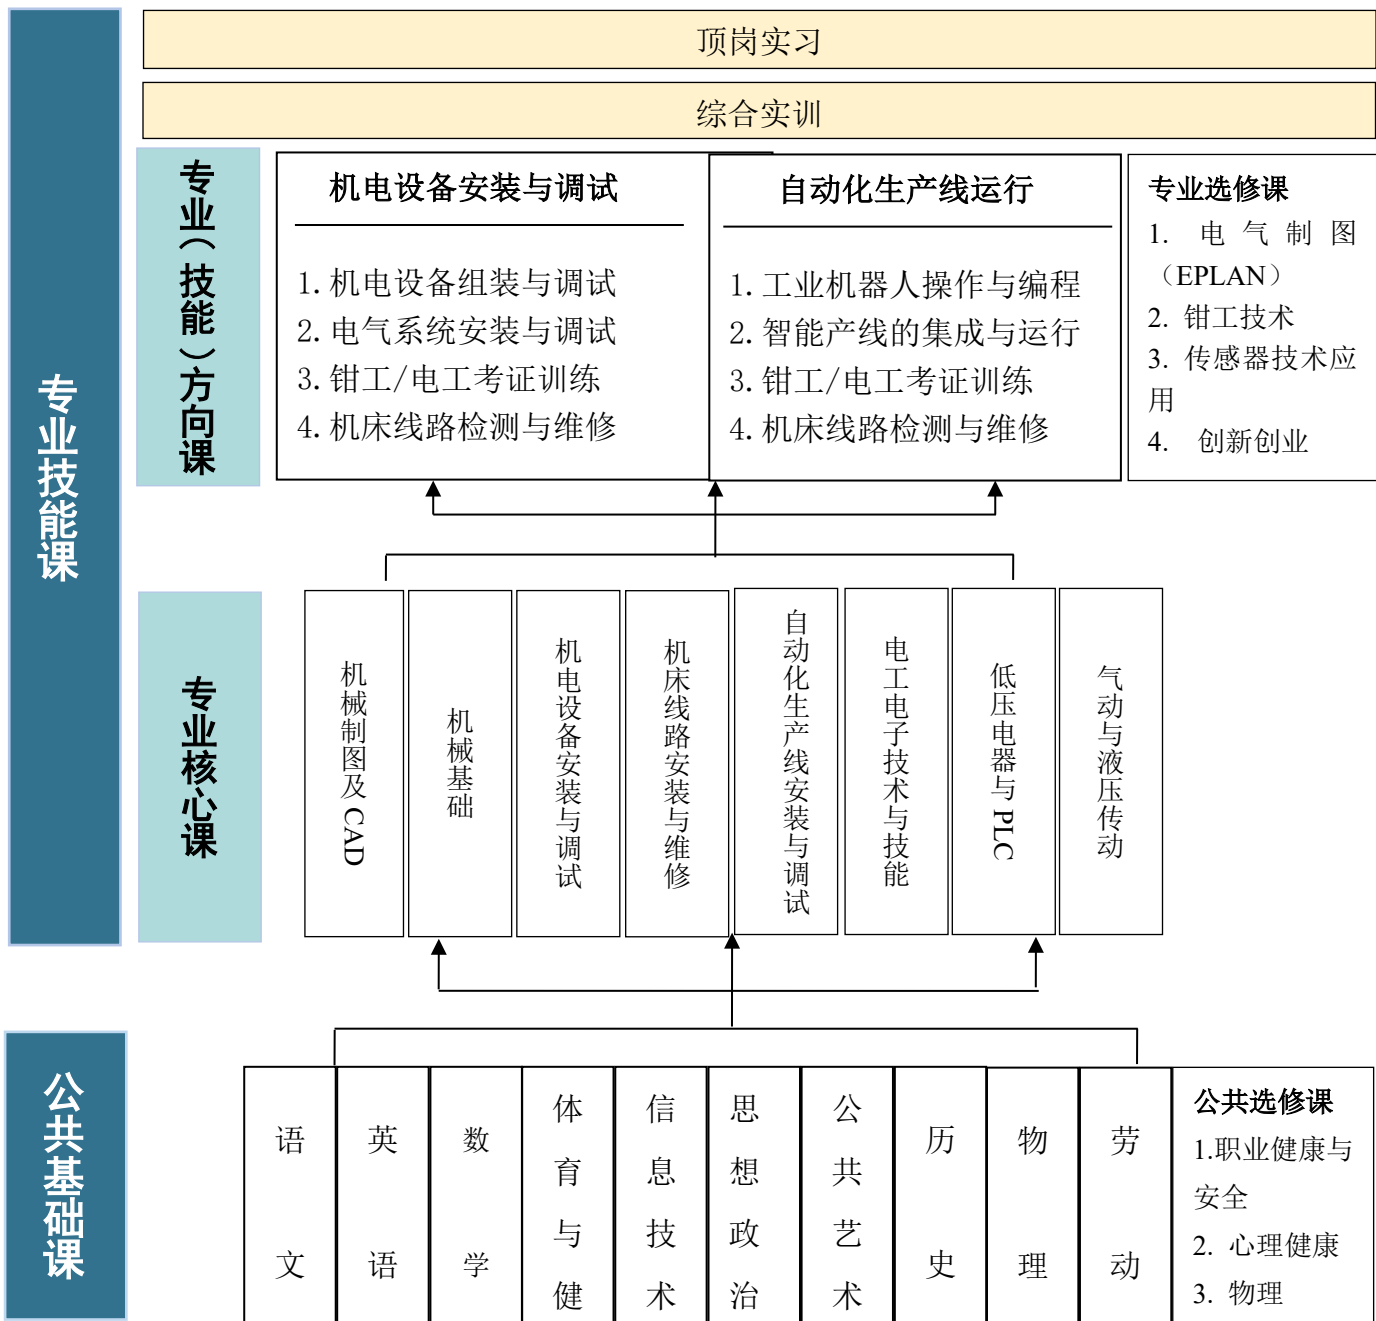 顶岗实习
综合实训
专业技能课
专业（技能）方向课
机电设备安装与调试
1. 机电设备组装与调试
2. 电气系统安装与调试
3. 钳工/电工考证训练
4. 机床线路检测与维修
自动化生产线运行
1. 工业机器人操作与编程
2. 智能产线的集成与运行
3. 钳工/电工考证训练
4. 机床线路检测与维修
专业选修课
1. 电气制图
（EPLAN）
2. 钳工技术
3. 传感器技术应
用
4. 创新创业
专业核心课
机械制图及 CAD
机械基础
机电设备安装与调试
机床线路安装与维修
自动化生产线安装与调试
电工电子技术与技能
低压电器与 PLC
气动与液压传动
公共基础课
语文
英语
数学
体育与健
信息技术
思想政治
公共艺术
历史
物理
劳动
公共选修课
1.职业健康与
安全
2. 心理健康
3. 物理